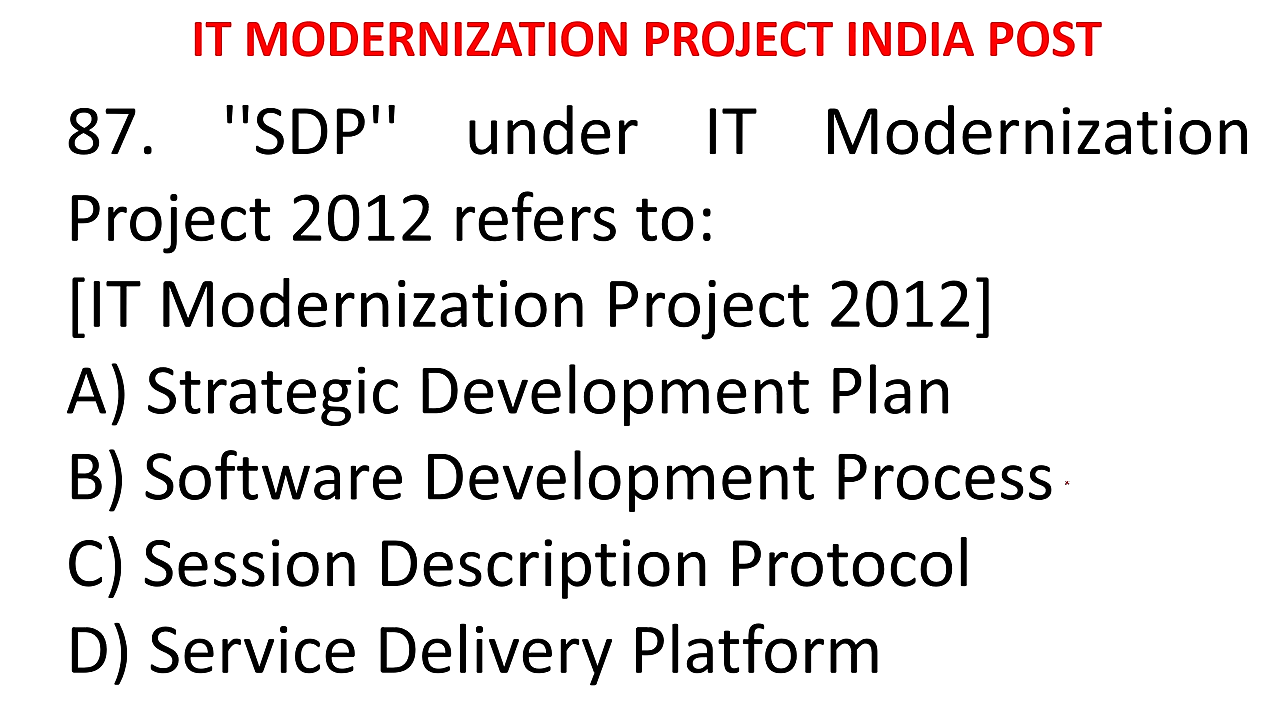 IT MODERNIZATION PROJECT INDIA POST
87. ''SDP'' under IT Modernization
Project 2012 refers to:
[IT Modernization Project 2012]
A) Strategic Development Plan
B) Software Development Process
C) Session Description Protocol
D) Service Delivery Platform